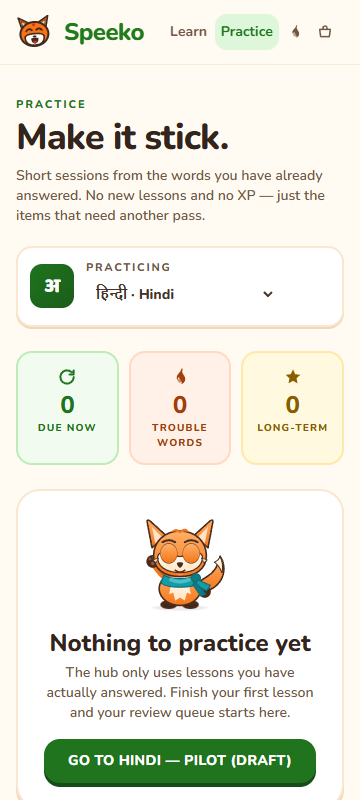 Speeko Learn Practice
PRACTICE
Make it stick.
Short sessions from the words you have already
answered. No new lessons and no XP — just the
items that need another pass.
अ
PRACTICING
हिन्दी · Hindi
0
DUE NOW
0
TROUBLE
WORDS
0
LONG-TERM
Nothing to practice yet
The hub only uses lessons you have
actually answered. Finish your first lesson
and your review queue starts here.
GO TO HINDI — PILOT (DRAFT)